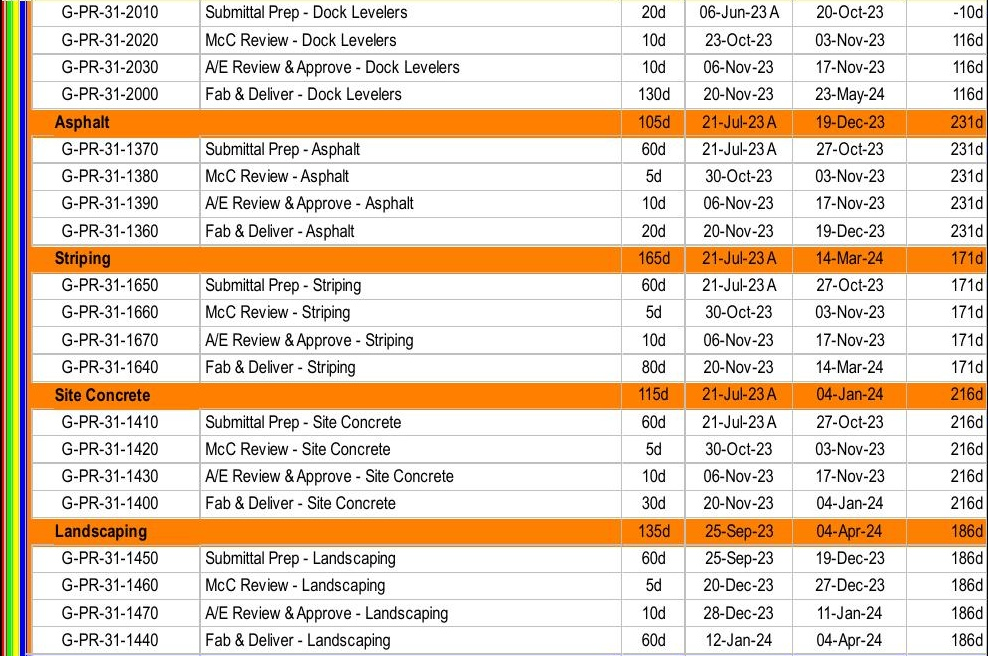 G-PR-31-2010 Submittal Prep - Dock Levelers 20d 06-Jun-23 A 20-Oct-23 -10d
G-PR-31-2020 McC Review - Dock Levelers 10d 23-Oct-23 03-Nov-23 116d
G-PR-31-2030 A/E Review & Approve - Dock Levelers 10d 06-Nov-23 17-Nov-23 116d
G-PR-31-2000 Fab & Deliver - Dock Levelers 130d 20-Nov-23 23-May-24 116d
Asphalt 105d 21-Jul-23 A 19-Dec-23 231d
G-PR-31-1370 Submittal Prep - Asphalt 60d 21-Jul-23 A 27-Oct-23 231d
G-PR-31-1380 McC Review - Asphalt 5d 30-Oct-23 03-Nov-23 231d
G-PR-31-1390 A/E Review & Approve - Asphalt 10d 06-Nov-23 17-Nov-23 231d
G-PR-31-1360 Fab & Deliver - Asphalt 20d 20-Nov-23 19-Dec-23 231d
Striping 165d 21-Jul-23 A 14-Mar-24 171d
G-PR-31-1650 Submittal Prep - Striping 60d 21-Jul-23 A 27-Oct-23 171d
G-PR-31-1660 McC Review - Striping 5d 30-Oct-23 03-Nov-23 171d
G-PR-31-1670 A/E Review & Approve - Striping 10d 06-Nov-23 17-Nov-23 171d
G-PR-31-1640 Fab & Deliver - Striping 80d 20-Nov-23 14-Mar-24 171d
Site Concrete 115d 21-Jul-23 A 04-Jan-24 216d
G-PR-31-1410 Submittal Prep - Site Concrete 60d 21-Jul-23 A 27-Oct-23 216d
G-PR-31-1420 McC Review - Site Concrete 5d 30-Oct-23 03-Nov-23 216d
G-PR-31-1430 A/E Review & Approve - Site Concrete 10d 06-Nov-23 17-Nov-23 216d
G-PR-31-1400 Fab & Deliver - Site Concrete 30d 20-Nov-23 04-Jan-24 216d
Landscaping 135d 25-Sep-23 04-Apr-24 186d
G-PR-31-1450 Submittal Prep - Landscaping 60d 25-Sep-23 19-Dec-23 186d
G-PR-31-1460 McC Review - Landscaping 5d 20-Dec-23 27-Dec-23 186d
G-PR-31-1470 A/E Review & Approve - Landscaping 10d 28-Dec-23 11-Jan-24 186d
G-PR-31-1440 Fab & Deliver - Landscaping 60d 12-Jan-24 04-Apr-24 186d